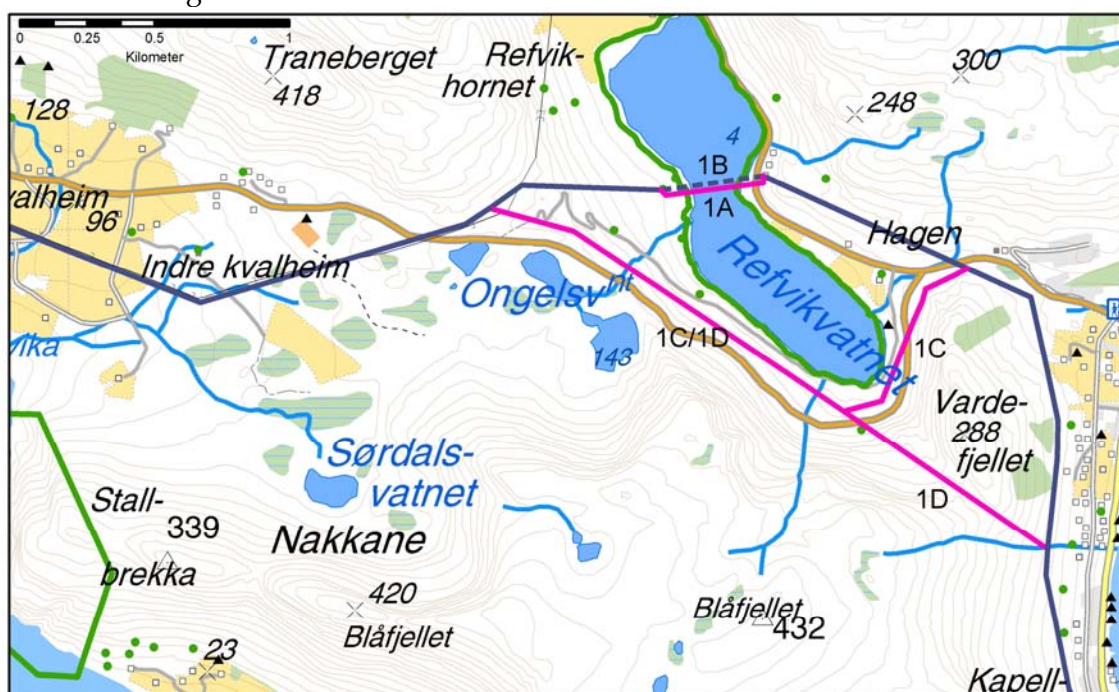 0 0.25 0.5 1
Kilometer
Traneberget
418
Refvik-
hornet
300
248
128
4
1B
1A
valheim
96
Indre kvalheim
Hagen
Refvikvatnet
Ongelsv
143
vika
1C/1D
1C
Sørdals-
vatnet
Varde-
288
fjellet
1D
Stall-
339
brekka
Nakkane
420
Blåfjellet
Blåfjellet
432
23
Kapell-